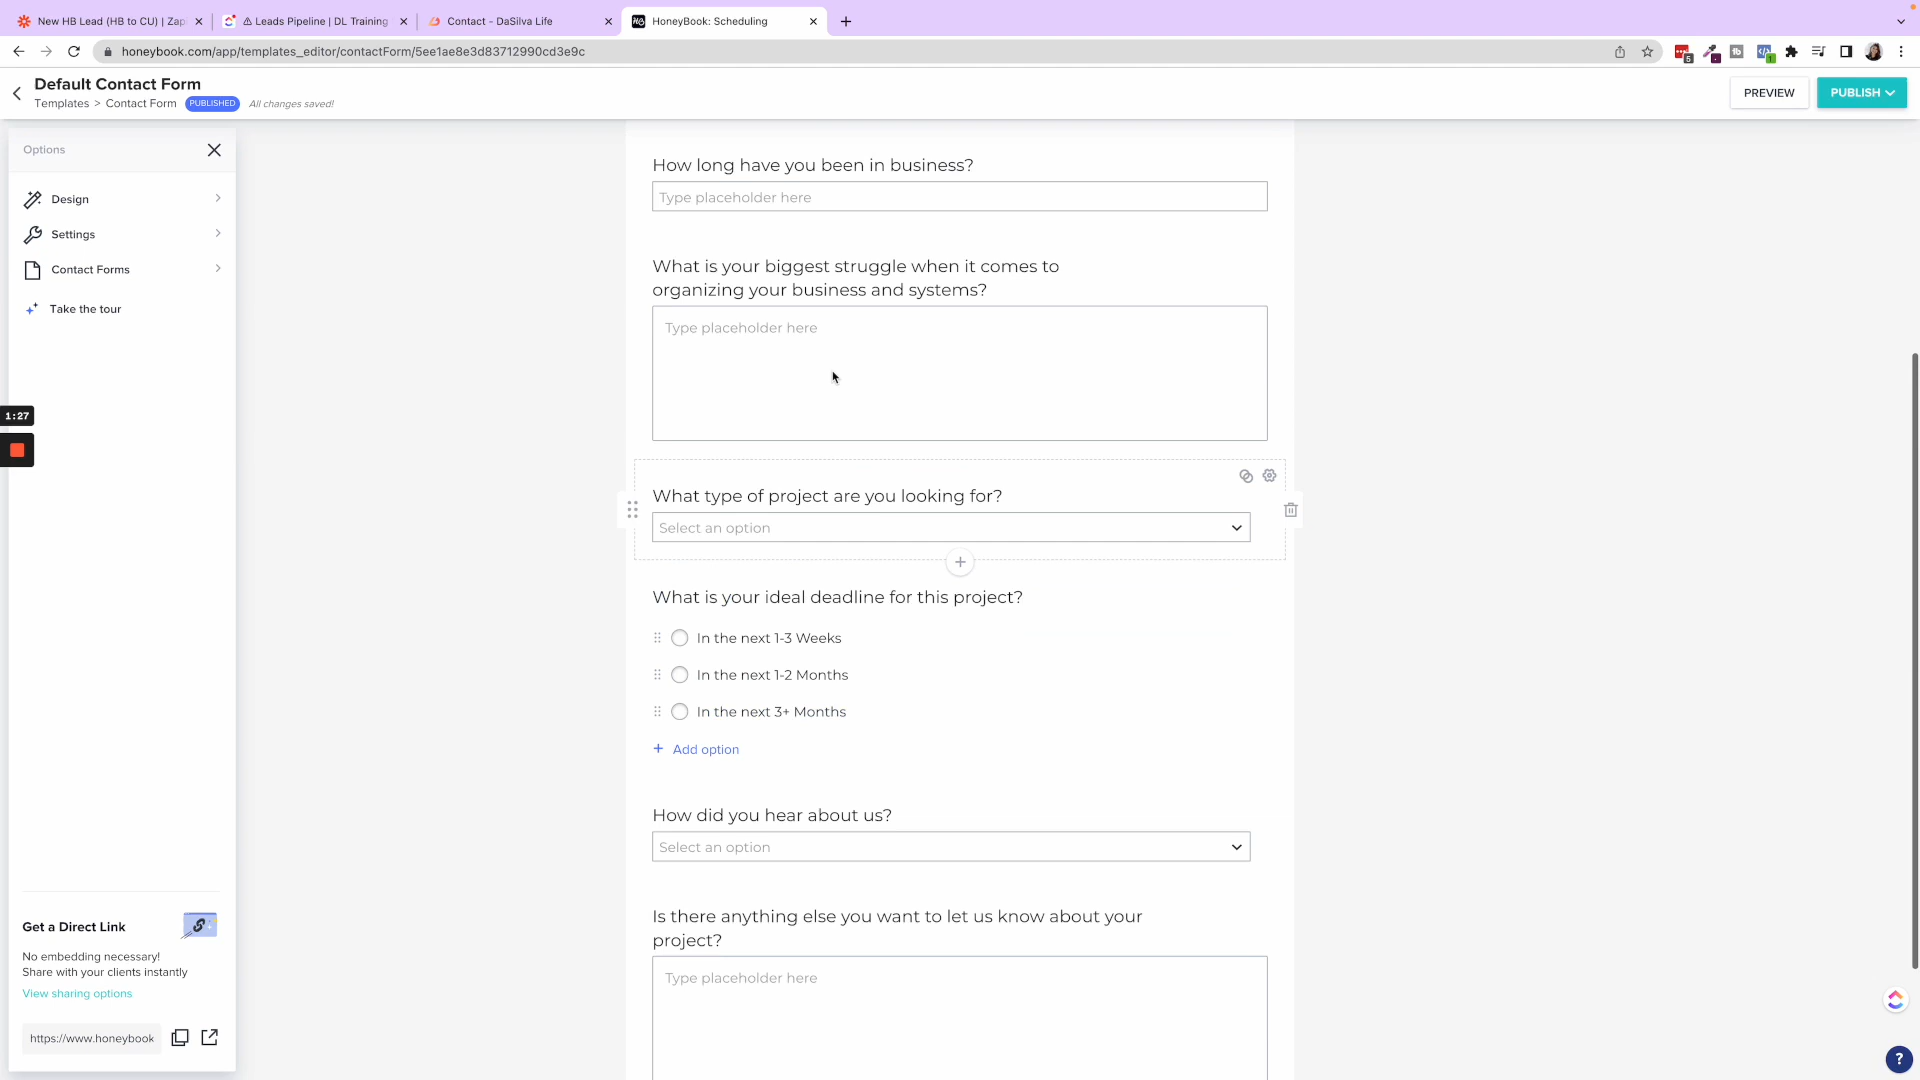 New HB Lead (HB to CU) | Zap
Leads Pipeline | DL Training
Contact - DaSilva Life
HoneyBook: Scheduling
honeybook.com/app/templates_editor/contactForm/5ee1ae8e3d83712990cd3e9c
Default Contact Form
Templates > Contact Form PUBLISHED All changes saved!
PREVIEW
PUBLISH
Options
Design
Settings
Contact Forms
Take the tour
1:27
Get a Direct Link
No embedding necessary!
Share with your clients instantly
View sharing options
https://www.honeybook
How long have you been in business?
Type placeholder here
What is your biggest struggle when it comes to
organizing your business and systems?
Type placeholder here
What type of project are you looking for?
Select an option
What is your ideal deadline for this project?
In the next 1-3 Weeks
In the next 1-2 Months
In the next 3+ Months
+ Add option
How did you hear about us?
Select an option
Is there anything else you want to let us know about your
project?
Type placeholder here
?